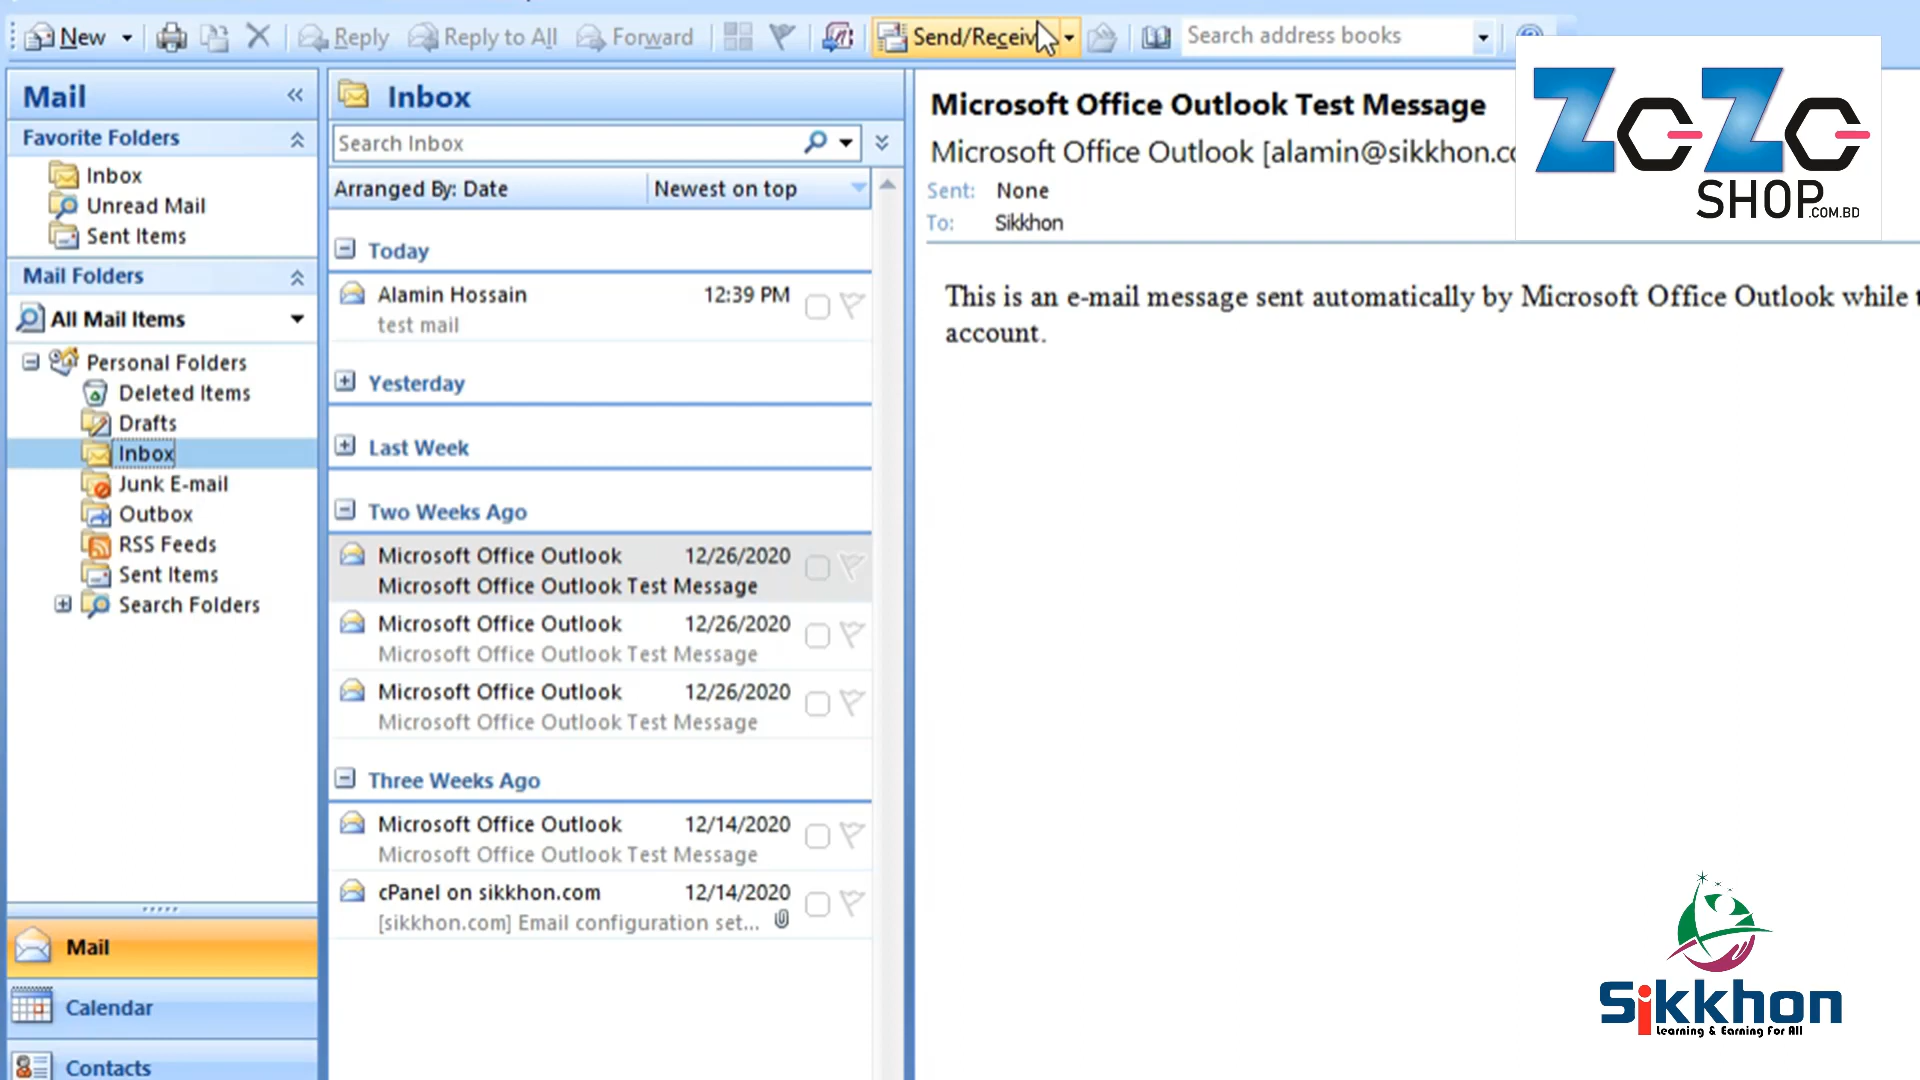 New Reply Reply to All Forward Send/Receiv Search address books
Mail
Favorite Folders
Inbox
Unread Mail
Sent Items
Mail Folders
All Mail Items
Personal Folders
Deleted Items
Drafts
Inbox
Junk E-mail
Outbox
RSS Feeds
Sent Items
Search Folders
Mail
Calendar
Contacts
Inbox
Search Inbox
Arranged By: Date Newest on top
Today
Alamin Hossain 12:39 PM
test mail
Yesterday
Last Week
Two Weeks Ago
Microsoft Office Outlook 12/26/2020
Microsoft Office Outlook Test Message
Microsoft Office Outlook 12/26/2020
Microsoft Office Outlook Test Message
Microsoft Office Outlook 12/26/2020
Microsoft Office Outlook Test Message
Three Weeks Ago
Microsoft Office Outlook 12/14/2020
Microsoft Office Outlook Test Message
cPanel on sikkhon.com 12/14/2020
[sikkhon.com] Email configuration set...
Microsoft Office Outlook Test Message
Microsoft Office Outlook [alamin@sikkhon.co
Sent: None
To: Sikkhon
This is an e-mail message sent automatically by Microsoft Office Outlook while
account.
ZeZe
SHOP.COM.BD
Sikkhon
Learning & Earning For All